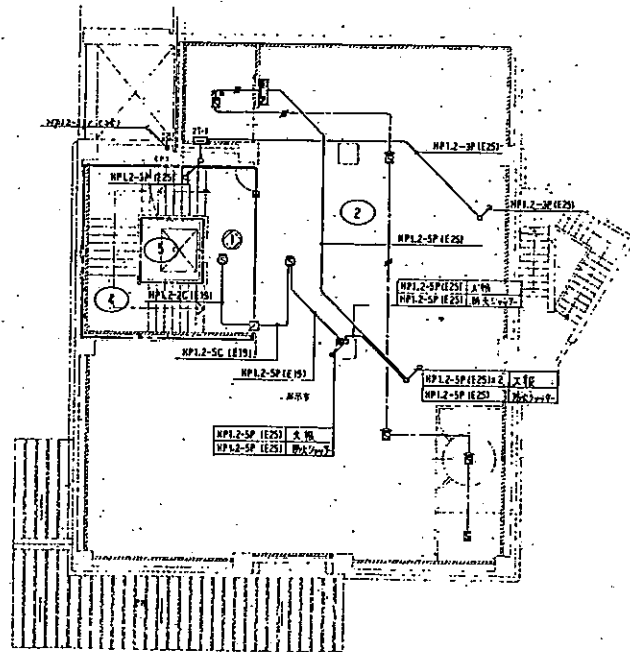 HP1.2-3P(E25)
HP1.2-5P(E25)
HP1.2-3P(E25)
①
②
HP1.2-5P(E25)
⑤
④
HP1.2-5P(E25)
HP1.2-5P(E25) 防火シャッター
HP1.2-2C(E19)
HP1.2-5C (E19)
HP1.2-5P(E19)
展示室
HP1.2-5P(E25)×2 火報
HP1.2-5P(E25) 防火シャッター
HP1.2-5P (E25) 火報
HP1.2-5P (E25) 防火シャッター